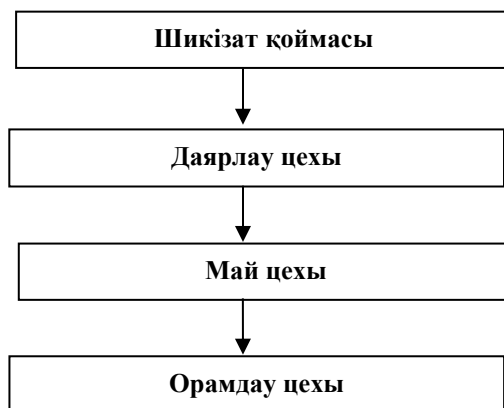 Шикізат қоймасы
Даярлау цехы
Май цехы
Орамдау цехы